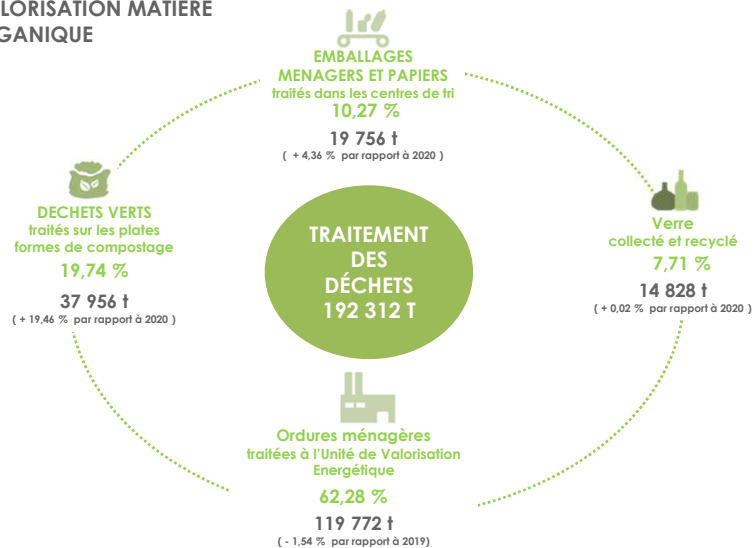 LORISATION MATIERE
GANIQUE
EMBALLAGES
MENAGERS ET PAPIERS
traités dans les centres de tri
10,27 %
19 756 t
( + 4,36 % par rapport à 2020 )
DECHETS VERTS
traités sur les plates
formes de compostage
19,74 %
37 956 t
( + 19,46 % par rapport à 2020 )
TRAITEMENT
DES
DÉCHETS
192 312 T
Verre
collecté et recyclé
7,71 %
14 828 t
( + 0,02 % par rapport à 2020 )
Ordures ménagères
traitées à l'Unité de Valorisation
Energétique
62,28 %
119 772 t
( - 1,54 % par rapport à 2019)